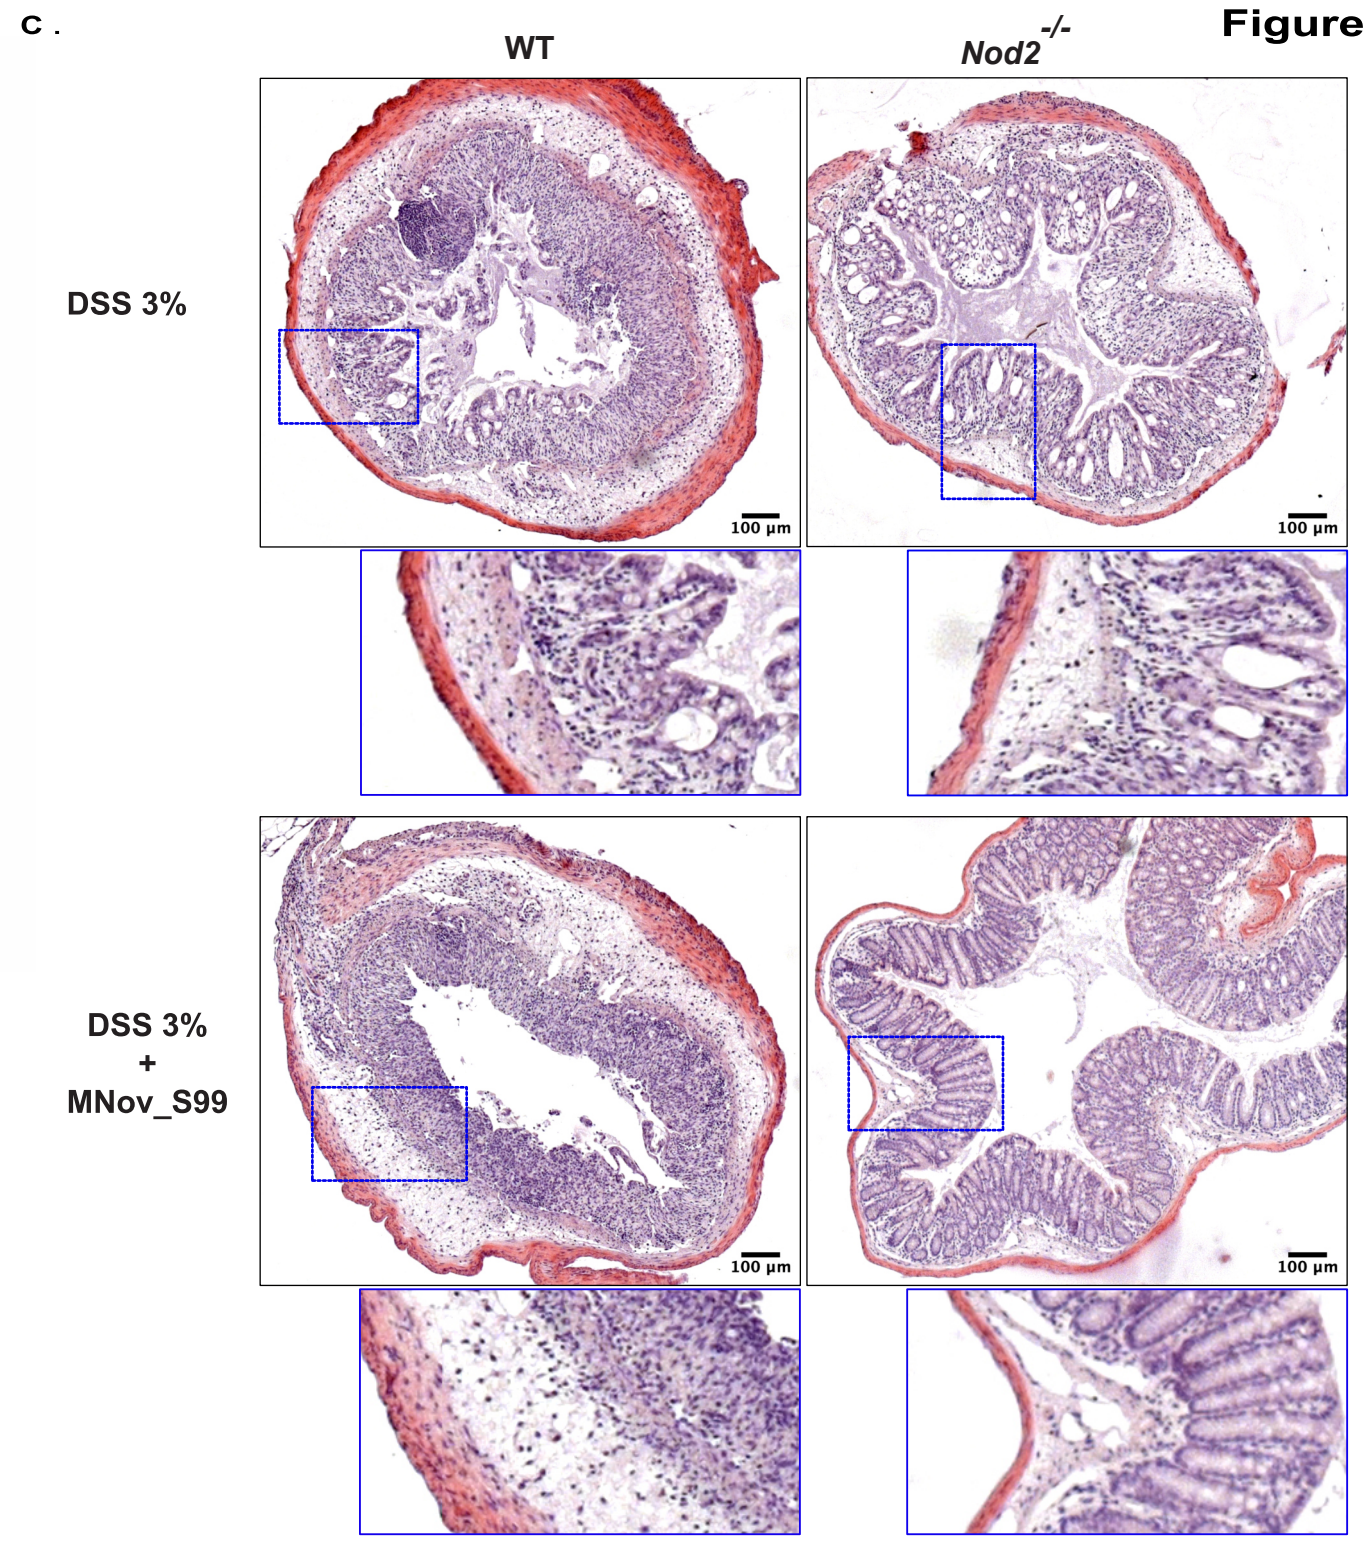 C .
Figure
WT
Nod2-/-
DSS 3%
100 µm
100 µm
DSS 3%
+
MNov_S99
100 µm
100 µm